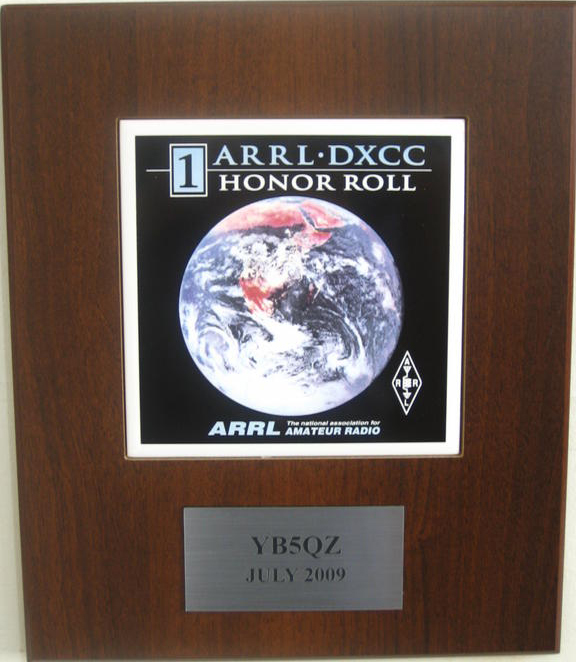 1 ARRL·DXCC
HONOR ROLL
A
R R
L
ARRL The national association for
AMATEUR RADIO
YB5QZ
JULY 2009